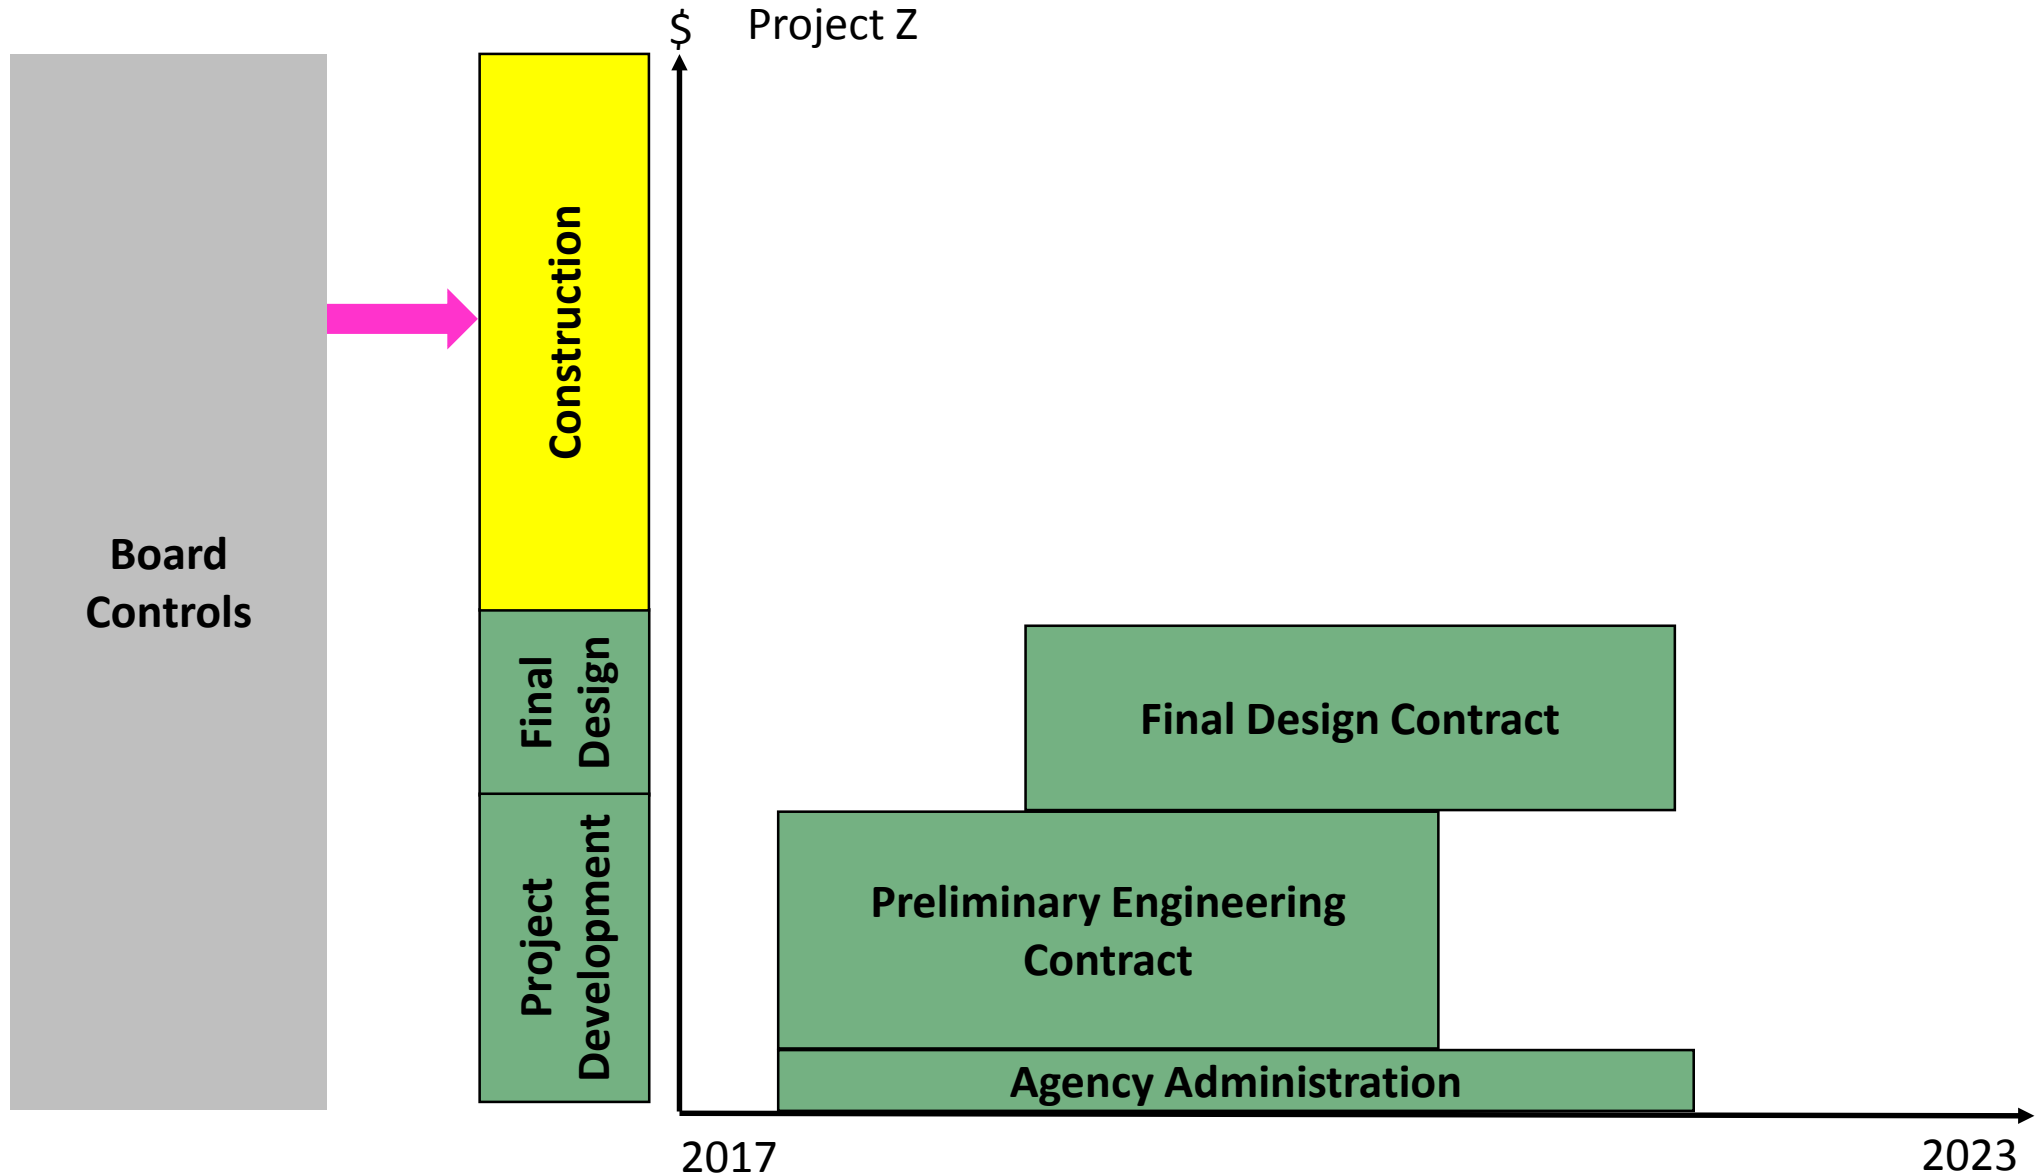 $ Project Z
Board
Controls
Construction
Final
Design
Project
Development
Final Design Contract
Preliminary Engineering
Contract
Agency Administration
2017
2023